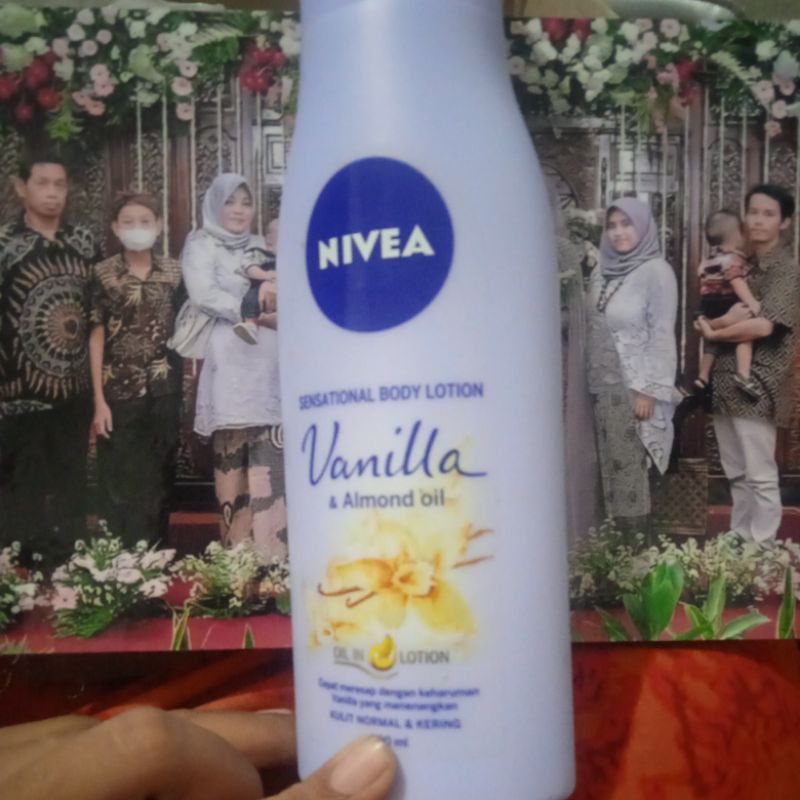 NIVEA
SENSATIONAL BODY LOTION
Vanilla
& Almond oil
OIL IN LOTION
Cepat meresap dengan keharuman
Vanilla yang menenangkan
KULIT NORMAL & KERING
ml